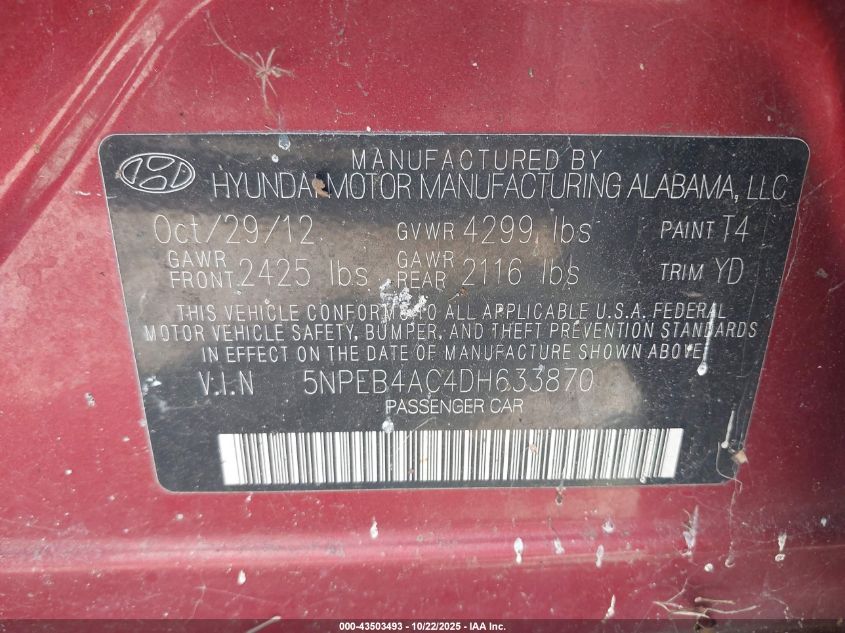 MANUFACTURED BY
HYUNDAI MOTOR MANUFACTURING ALABAMA, LLC
Oct/29/12 GVWR 4299 lbs PAINT T4
GAWR FRONT 2425 lbs GAWR REAR 2116 lbs TRIM YD
THIS VEHICLE CONFORMS TO ALL APPLICABLE U.S.A. FEDERAL
MOTOR VEHICLE SAFETY, BUMPER, AND THEFT PREVENTION STANDARDS
IN EFFECT ON THE DATE OF MANUFACTURE SHOWN ABOVE
V.I.N 5NPEB4AC4DH633870
PASSENGER CAR
000-43503493 - 10/22/2025 - IAA Inc.